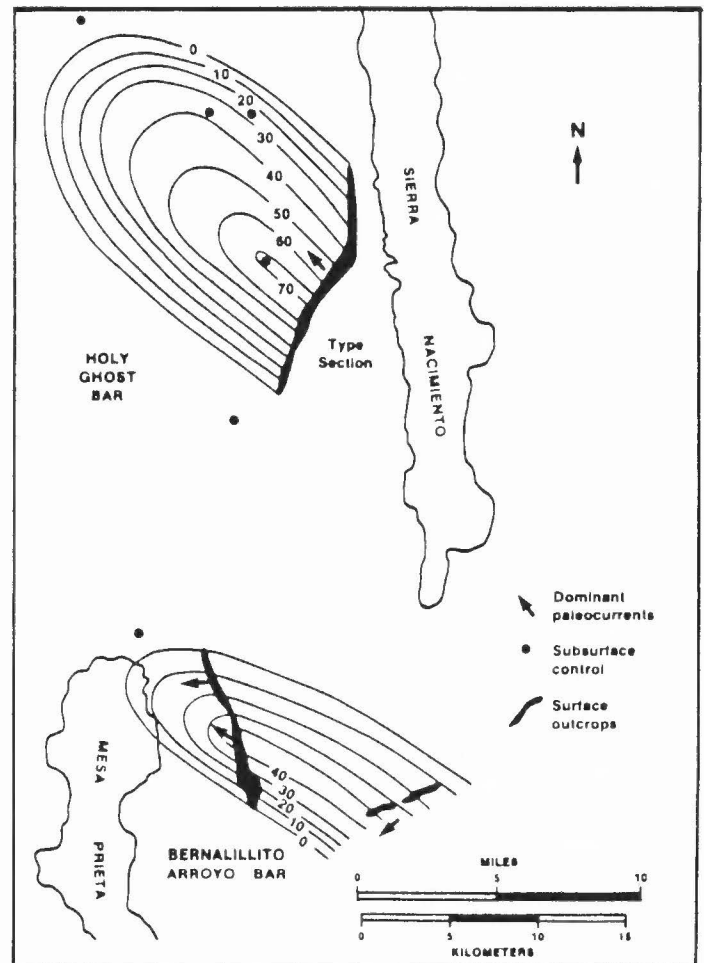 0
10
20
30
40
50
60
70
N
SIERRA
NACIMIENTO
HOLY
GHOST
BAR
Type
Section
Dominant
paleocurrents
Subsurface
control
Surface
outcrops
MESA
PRIETA
40
30
20
10
0
BERNALILLITO
ARROYO BAR
MILES
0 5 10
0 5 10 15
KILOMETERS